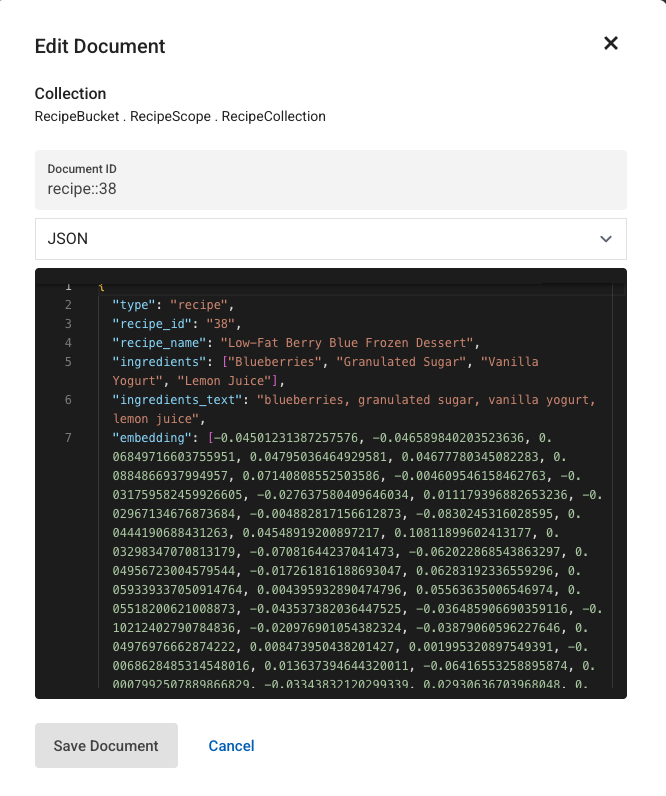 Edit Document
Collection
RecipeBucket . RecipeScope . RecipeCollection
Document ID
recipe::38
JSON
1 {
2 "type": "recipe",
3 "recipe_id": "38",
4 "recipe_name": "Low-Fat Berry Blue Frozen Dessert",
5 "ingredients": ["Blueberries", "Granulated Sugar", "Vanilla
Yogurt", "Lemon Juice"],
6 "ingredients_text": "blueberries, granulated sugar, vanilla yogurt,
lemon juice",
7 "embedding": [-0.04501231387257576, -0.046589840203523636, 0.
06849716603755951, 0.04795036464929581, 0.04677780345082283, 0.
0884866937994957, 0.07140808552503586, -0.004609546158462763, -0.
031759582459926605, -0.027637580409646034, 0.011179396882653236, -0.
02967134676873684, -0.004882817156612873, -0.0830245316028595, 0.
0444190688431263, 0.04548919200897217, 0.10811899602413177, 0.
03298347070813179, -0.07081644237041473, -0.062022868543863297, 0.
04956723004579544, -0.017261816188693047, 0.06283192336559296, 0.
059339337050914764, 0.004395932890474796, 0.05563635006546974, 0.
05518200621008873, -0.043537382036447525, -0.036485906690359116, -0.
10212402790784836, -0.020976901054382324, -0.03879060596227646, 0.
04976976662874222, 0.008473950438201427, 0.001995320897549391, -0.
0068628485314548016, 0.013637394644320011, -0.06416553258895874, 0.
0007992507889866829, -0.03343832120299339, 0.02930636703968048, 0.
Save Document
Cancel